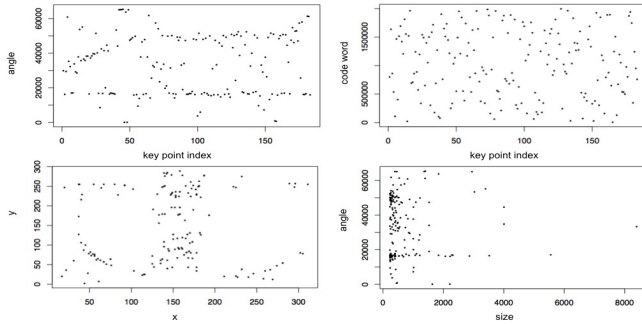 angle
0 20000 40000 60000
0 50 100 150
key point index
code word
0 500000 1500000
0 50 100 150
key point index
y
0 50 100 150 200 250 300
50 100 150 200 250 300
x
angle
0 20000 40000 60000
0 2000 4000 6000 8000
size